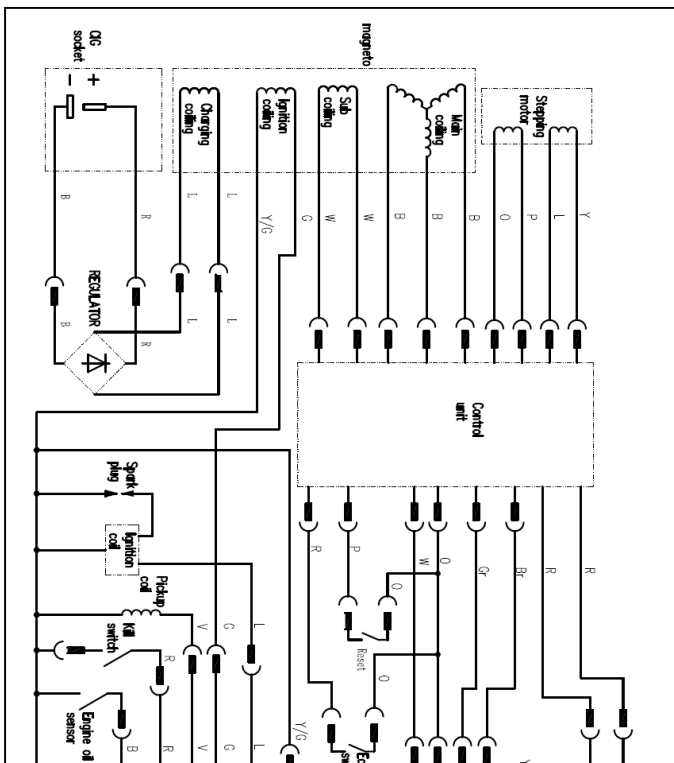 CIG
socket
-
+
magneto
Charging
coiling
Ignition
coiling
Sub
coiling
Main
coiling
Stepping
motor
B
R
L
L
Y/G
G
W
W
B
B
B
O
P
L
Y
REGULATOR
B
R
L
L
Control
unit
Spark
plug
Ignition
coil
R
P
W
O
Gr
Br
R
R
Pickup
coil
Kill
switch
V
G
L
O
Reset
R
O
Engine oil
sensor
B
R
V
G
L
Y/G